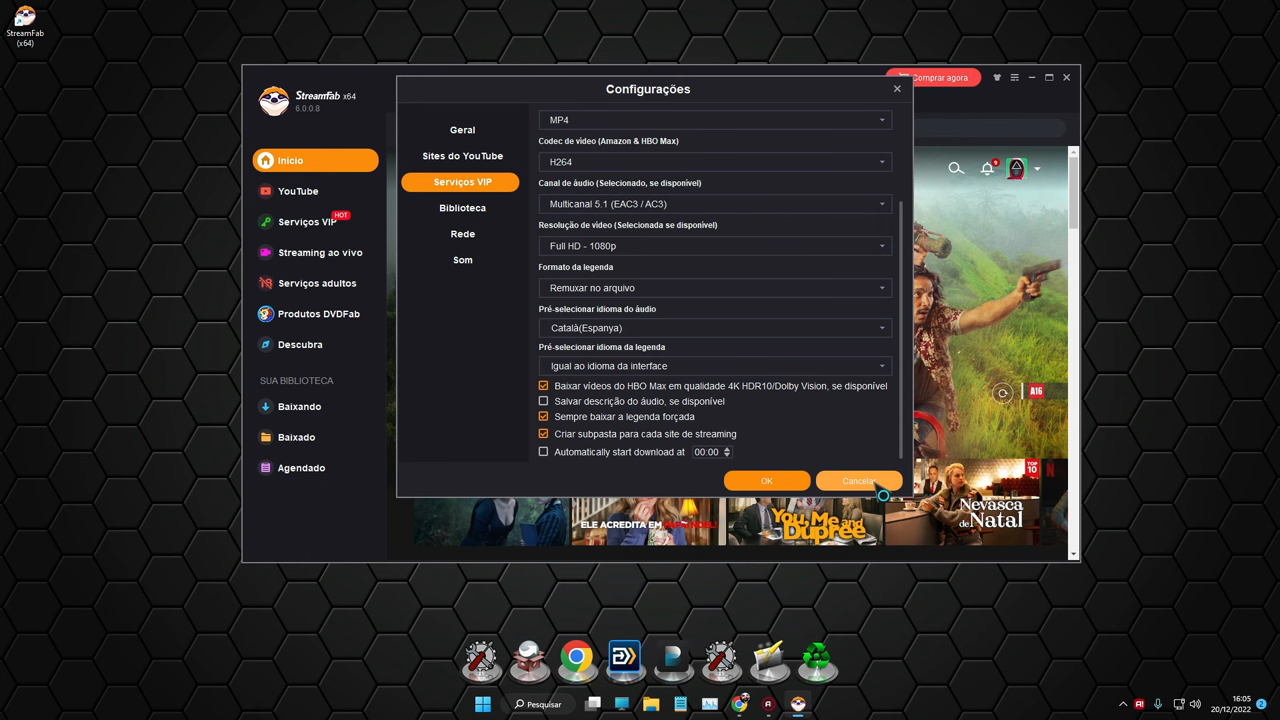 StreamFab
(x64)
StreamFab x64
6.0.0.8
Comprar agora
Configurações
Início
YouTube
Serviços VIP
HOT
Streaming ao vivo
Serviços adultos
Produtos DVDFab
Descubra
SUA BIBLIOTECA
Baixando
Baixado
Agendado
Geral
Sites do YouTube
Serviços VIP
Biblioteca
Rede
Som
MP4
Codec de vídeo (Amazon & HBO Max)
H264
Canal de áudio (Selecionado, se disponível)
Multicanal 5.1 (EAC3 / AC3)
Resolução de vídeo (Selecionada se disponível)
Full HD - 1080p
Formato da legenda
Remuxar no arquivo
Pré-selecionar idioma do áudio
Català(Espanya)
Pré-selecionar idioma da legenda
Igual ao idioma da interface
Baixar vídeos do HBO Max em qualidade 4K HDR10/Dolby Vision, se disponível
Salvar descrição do áudio, se disponível
Sempre baixar a legenda forçada
Criar subpasta para cada site de streaming
Automatically start download at 00:00
OK
Cancelar
A16
TOP
10
ELE ACREDITA EM
You, Me and
Dupree
Nevasca
de Natal
Pesquisar
16:05
20/12/2022
2